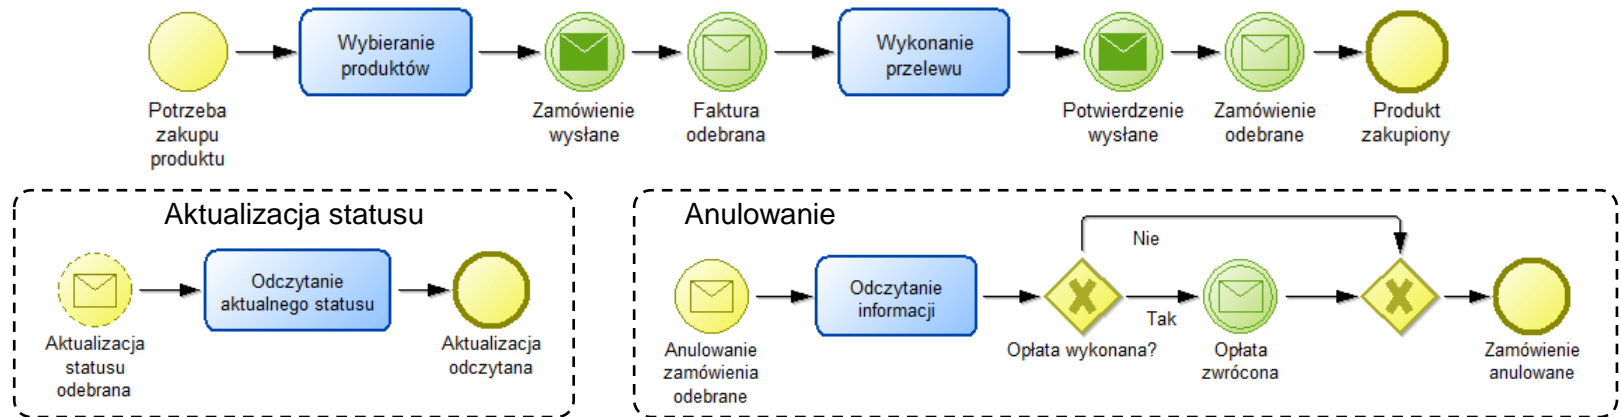 Wybieranie
produktów
Wykonanie
przelewu
Potrzeba
zakupu
produktu
Zamówienie
wysłane
Faktura
odebrana
Potwierdzenie
wysłane
Zamówienie
odebrane
Produkt
zakupiony
Aktualizacja statusu
Odczytanie
aktualnego statusu
Aktualizacja
statusu
odebrana
Aktualizacja
odczytana
Anulowanie
Nie
Odczytanie
informacji
Tak
Anulowanie
zamówienia
odebrane
Opłata wykonana?
Opłata
zwrócona
Zamówienie
anulowane